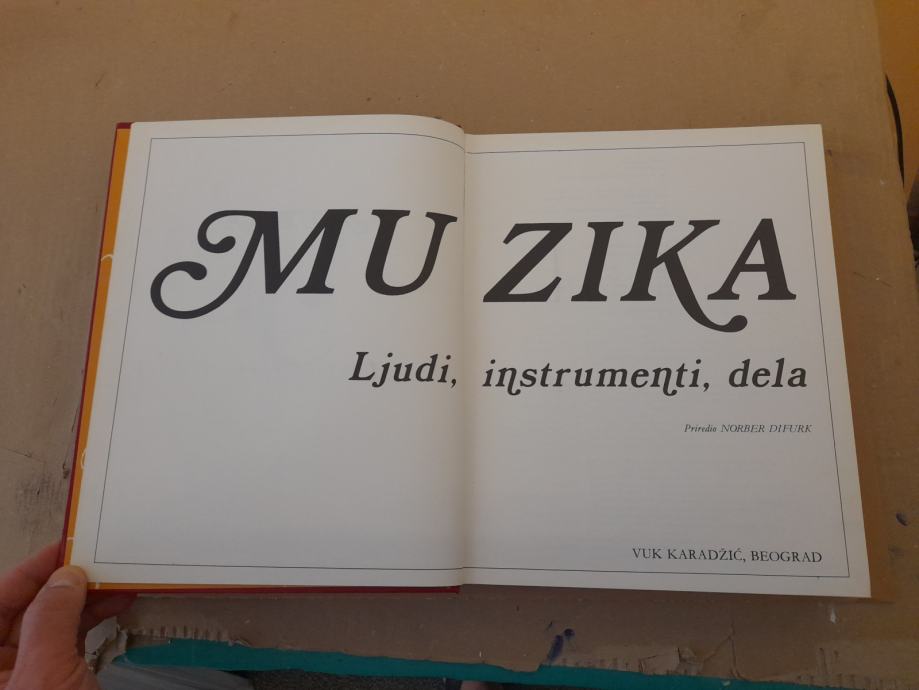 MUZIKA
Ljudi, instrumenti, dela
Priredio NORBER DIFURK
VUK KARADŽIĆ, BEOGRAD